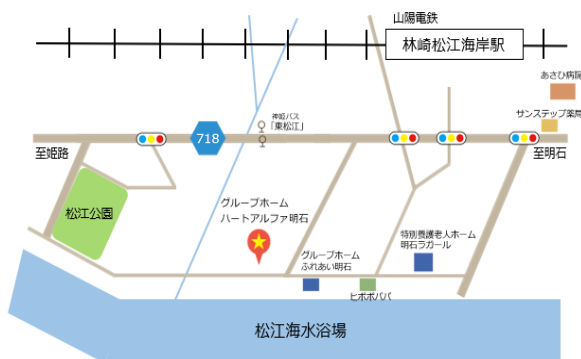 山陽電鉄
林崎松江海岸駅
あさひ病院
サンステップ薬局
神姫バス
「東松江」
718
至姫路
至明石
松江公園
グループホーム
ハートアルファ明石
特別養護老人ホーム
明石ラガール
グループホーム
ふれあい明石
ヒポポパパ
松江海水浴場